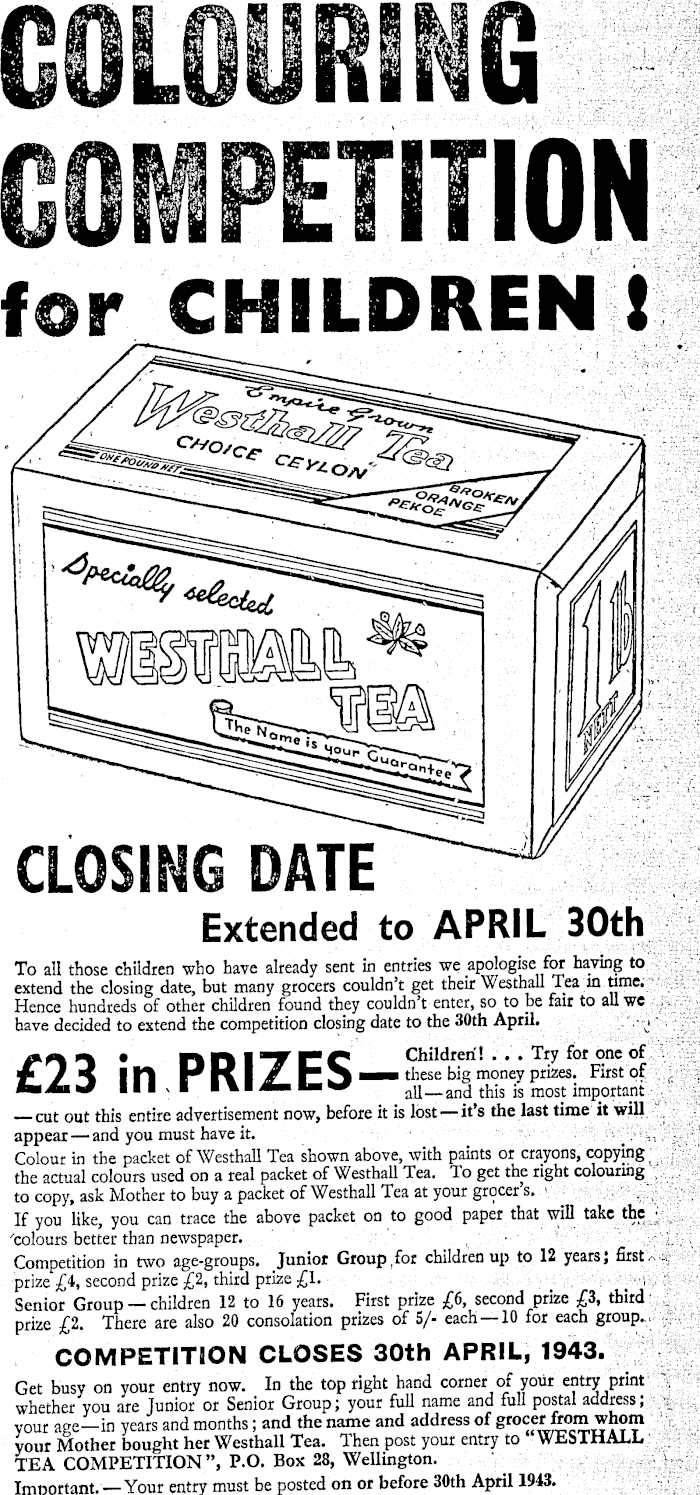 COLOURING
COMPETITION
for CHILDREN!
Empire Grown
Westhall Tea
CHOICE CEYLON"
ONE POUND NET
BROKEN
ORANGE
PEKOE
Specially selected
WESTHALL
TEA
The Name is your Guarantee
1 lb
NETT
CLOSING DATE
Extended to APRIL 30th
To all those children who have already sent in entries we apologise for having to
extend the closing date, but many grocers couldn't get their Westhall Tea in time.
Hence hundreds of other children found they couldn't enter, so to be fair to all we
have decided to extend the competition closing date to the 30th April.
£23 in PRIZES—
Children! . . . Try for one of
these big money prizes. First of
all—and this is most important
—cut out this entire advertisement now, before it is lost—it's the last time it will
appear—and you must have it.
Colour in the packet of Westhall Tea shown above, with paints or crayons, copying
the actual colours used on a real packet of Westhall Tea. To get the right colouring
to copy, ask Mother to buy a packet of Westhall Tea at your grocer's.
If you like, you can trace the above packet on to good paper that will take the
colours better than newspaper.
Competition in two age-groups. Junior Group for children up to 12 years; first
prize £4, second prize £2, third prize £1.
Senior Group — children 12 to 16 years. First prize £6, second prize £3, third
prize £2. There are also 20 consolation prizes of 5/- each—10 for each group.
COMPETITION CLOSES 30th APRIL, 1943.
Get busy on your entry now. In the top right hand corner of your entry print
whether you are Junior or Senior Group; your full name and full postal address;
your age—in years and months; and the name and address of grocer from whom
your Mother bought her Westhall Tea. Then post your entry to "WESTHALL
TEA COMPETITION", P.O. Box 28, Wellington.
Important. — Your entry must be posted on or before 30th April 1943.